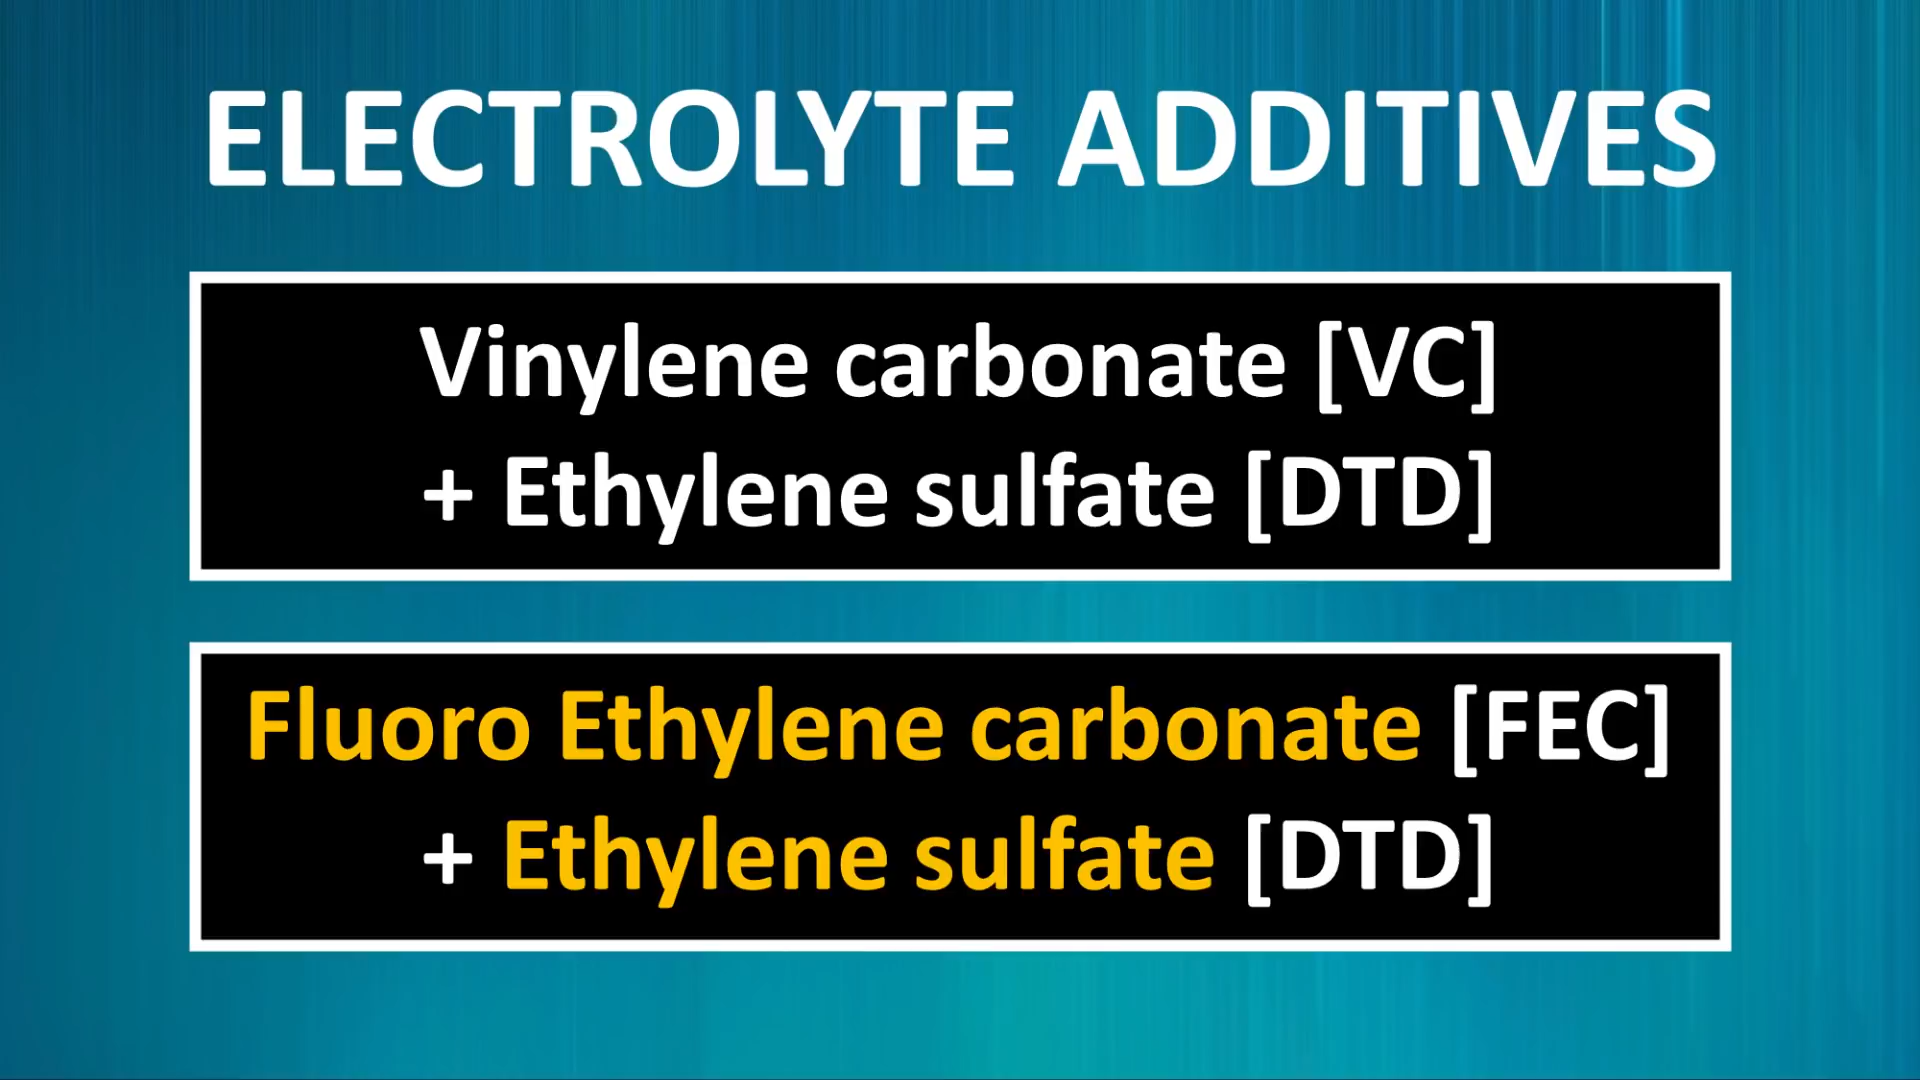 ELECTROLYTE ADDITIVES
Vinylene carbonate [VC]
+ Ethylene sulfate [DTD]
Fluoro Ethylene carbonate [FEC]
+ Ethylene sulfate [DTD]